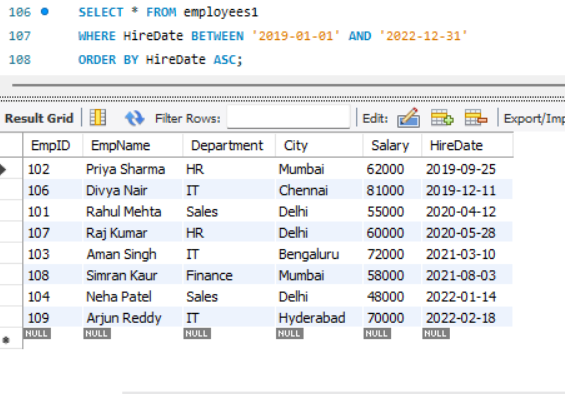 106 SELECT * FROM employees1
107 WHERE HireDate BETWEEN '2019-01-01' AND '2022-12-31'
108 ORDER BY HireDate ASC;
Result Grid Filter Rows: Edit: Export/Imp
EmpID EmpName Department City Salary HireDate
102 Priya Sharma HR Mumbai 62000 2019-09-25
106 Divya Nair IT Chennai 81000 2019-12-11
101 Rahul Mehta Sales Delhi 55000 2020-04-12
107 Raj Kumar HR Delhi 60000 2020-05-28
103 Aman Singh IT Bengaluru 72000 2021-03-10
108 Simran Kaur Finance Mumbai 58000 2021-08-03
104 Neha Patel Sales Delhi 48000 2022-01-14
109 Arjun Reddy IT Hyderabad 70000 2022-02-18
NULL NULL NULL NULL NULL NULL